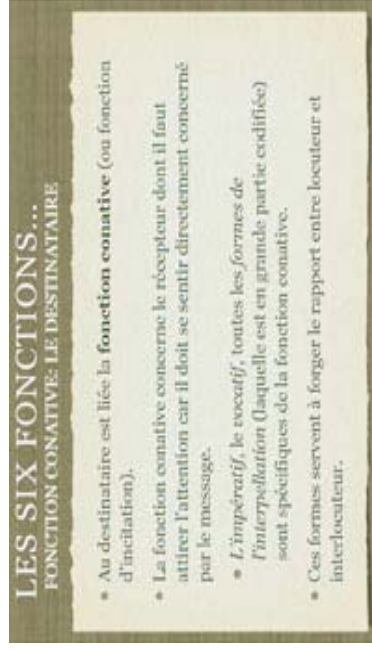 LES SIX FONCTIONS...
FONCTION CONATIVE: LE DESTINATAIRE
• Au destinataire est liée la fonction conative (ou fonction
d'incitation).
• La fonction conative concerne le récepteur dont il faut
attirer l'attention car il doit se sentir directement concerné
par le message.
• L'impératif, le vocatif, toutes les formes de
l'interpellation (laquelle est en grande partie codifiée)
sont spécifiques de la fonction conative.
• Ces formes servent à forger le rapport entre locuteur et
interlocuteur.